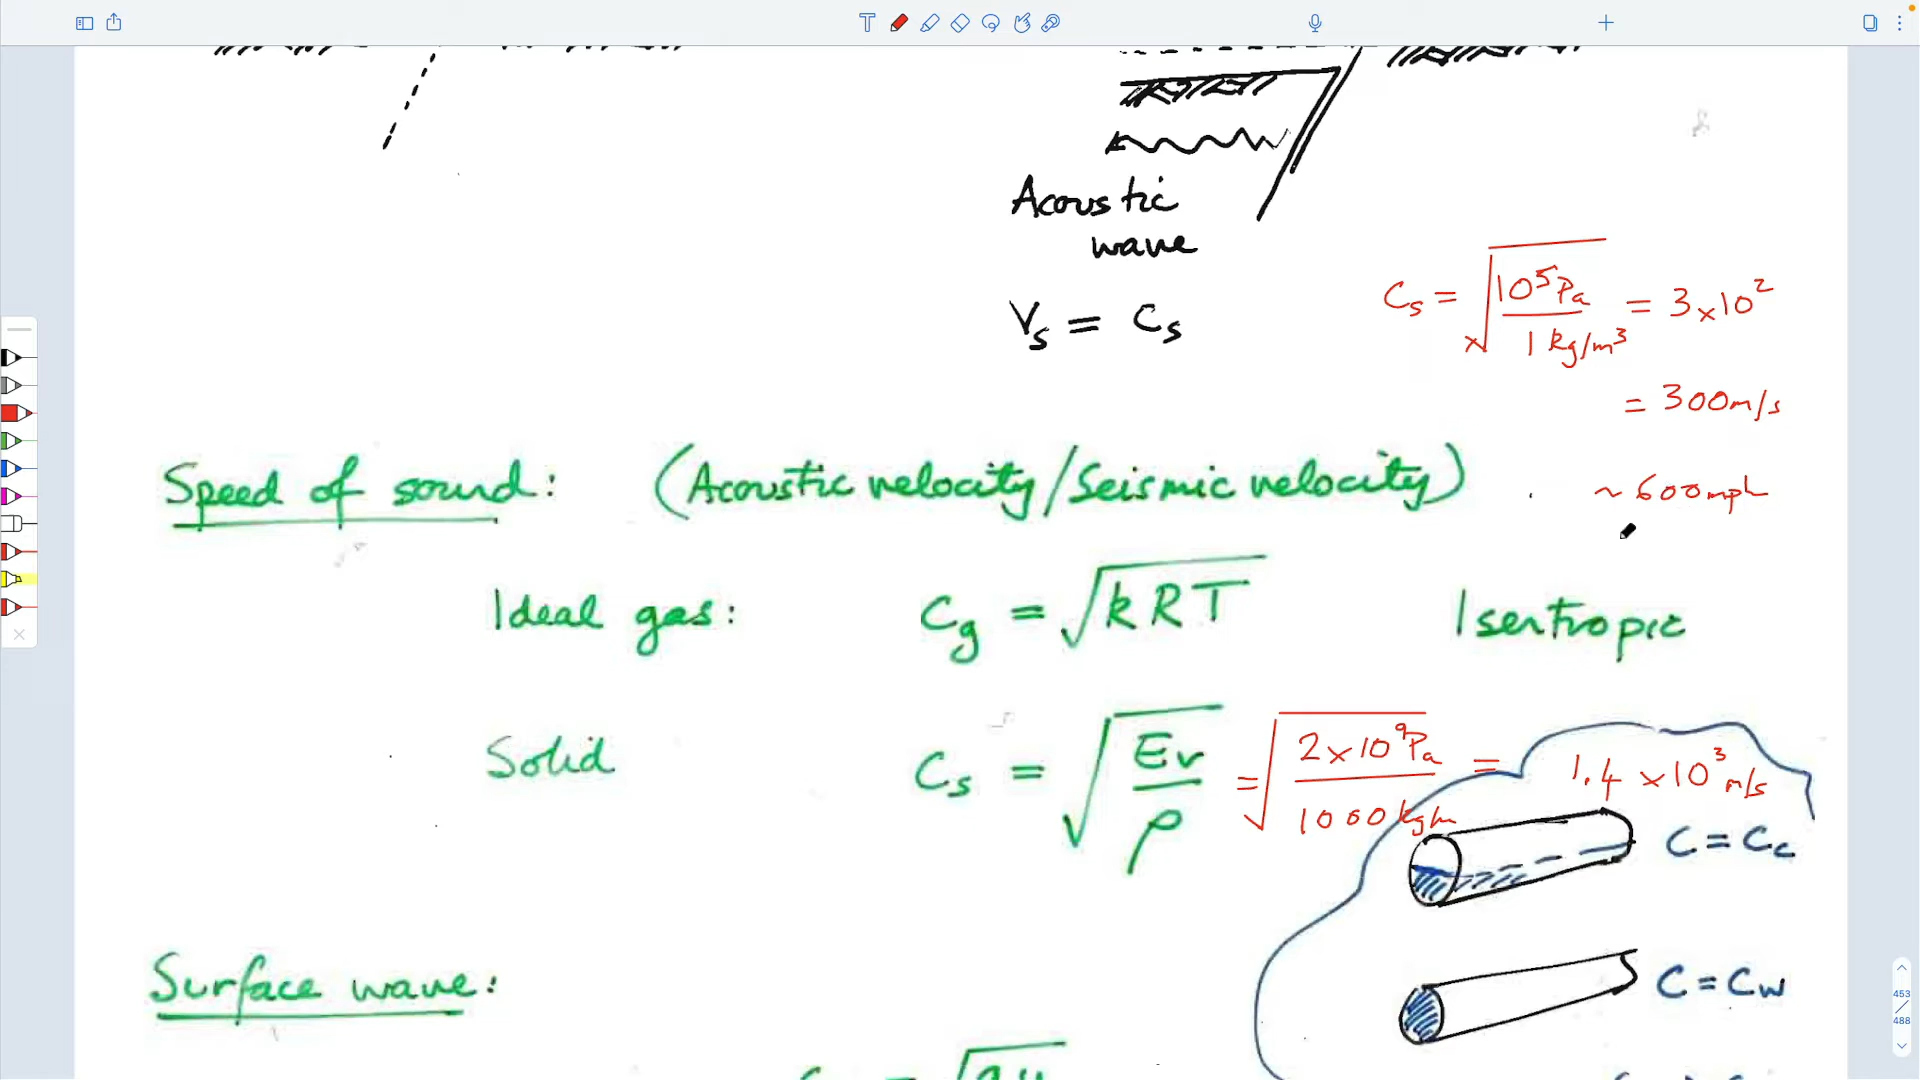 Acoustic
wave
Vs = Cs
Cs = √(10⁵Pa / 1 kg/m³) = 3×10²
= 300m/s
~ 600mph
Speed of sound: (Acoustic velocity/Seismic velocity)
Ideal gas: Cg = √kRT Isentropic
Solid Cs = √(Ev / ρ) = √(2×10⁹Pa / 1000kg/m) = 1.4 ×10³ m/s
C = Cc
Surface wave:
C = Cw
453
488